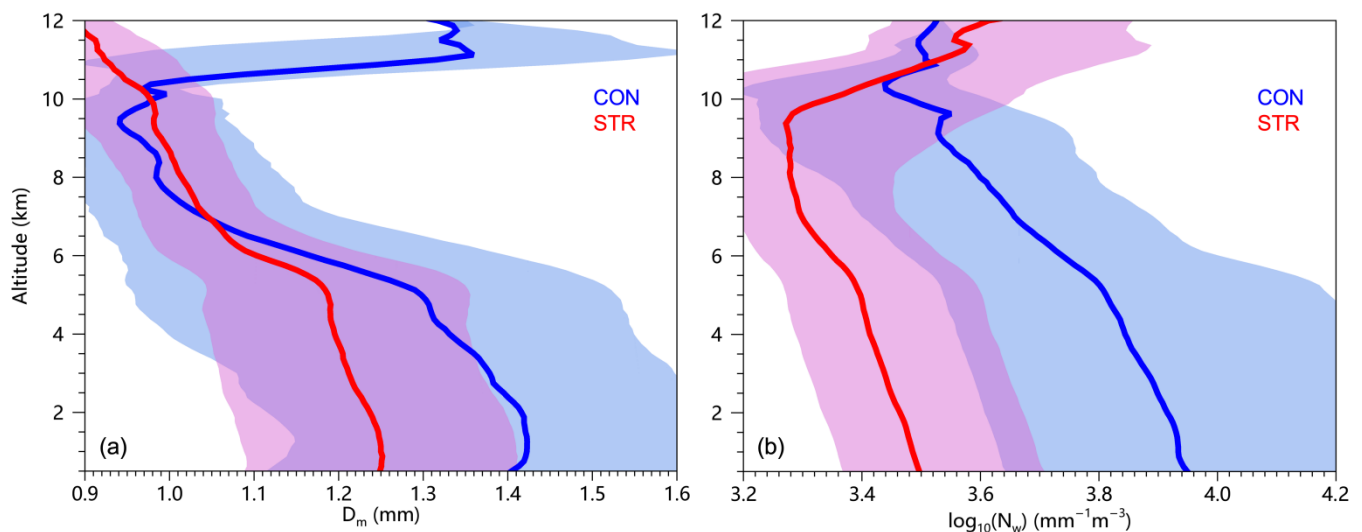 12
10
8
6
4
2
Altitude (km)
CON
STR
(a)
0.9 1.0 1.1 1.2 1.3 1.4 1.5 1.6
Dₘ (mm)
12
10
8
6
4
2
CON
STR
(b)
3.2 3.4 3.6 3.8 4.0 4.2
log₁₀(N_w) (mm⁻¹m⁻³)